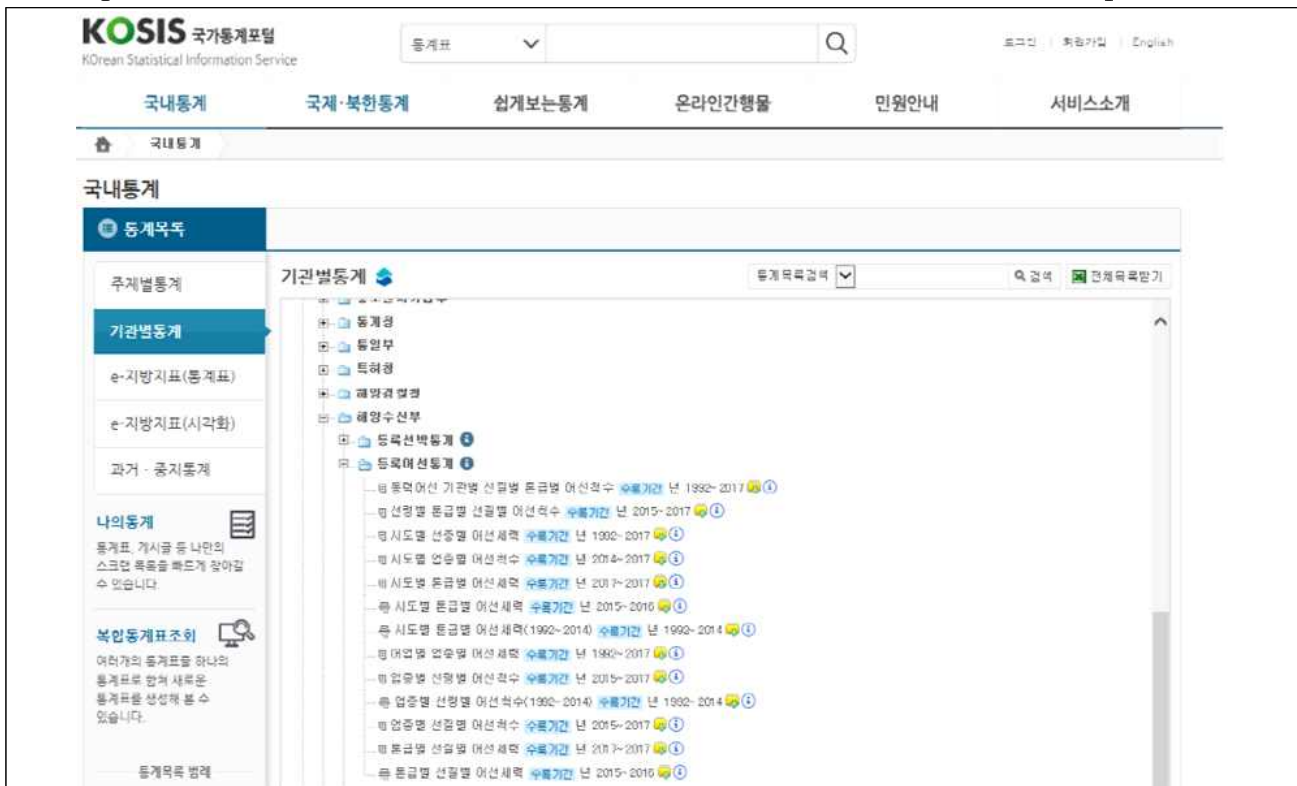 KOSIS 국가통계포털
KOrean Statistical Information Service
통계표
로그인 | 회원가입 | English
국내통계 국제·북한통계 쉽게보는통계 온라인간행물 민원안내 서비스소개
국내통계
국내통계
통계목록
주제별통계
기관별통계
e-지방지표(통계표)
e-지방지표(시각화)
과거 · 중지통계
나의통계
통계표, 게시글 등 나만의
스크랩 목록을 빠르게 찾아갈
수 있습니다.
복합통계표조회
여러개의 통계표를 하나의
통계표로 합쳐 새로운
통계표를 생성해 볼 수
있습니다.
통계목록 범례
기관별통계
통계목록검색 검색 전체목록받기
통계청
통일부
특허청
해양경찰청
해양수산부
등록선박통계
등록어선통계
동력어선 기관별 선질별 톤급별 어선척수 수록기간 년 1992~2017
선령별 톤급별 선질별 어선척수 수록기간 년 2015~2017
시도별 선종별 어선세력 수록기간 년 1992~2017
시도별 업종별 어선척수 수록기간 년 2014~2017
시도별 톤급별 어선세력 수록기간 년 2017~2017
시도별 톤급별 어선세력 수록기간 년 2015~2016
시도별 톤급별 어선세력(1992~2014) 수록기간 년 1992~2014
어업별 업종별 어선세력 수록기간 년 1992~2017
업종별 선령별 어선척수 수록기간 년 2015~2017
업종별 선령별 어선척수(1992~2014) 수록기간 년 1992~2014
업종별 선질별 어선척수 수록기간 년 2015~2017
톤급별 선질별 어선세력 수록기간 년 2017~2017
톤급별 선질별 어선세력 수록기간 년 2015~2016